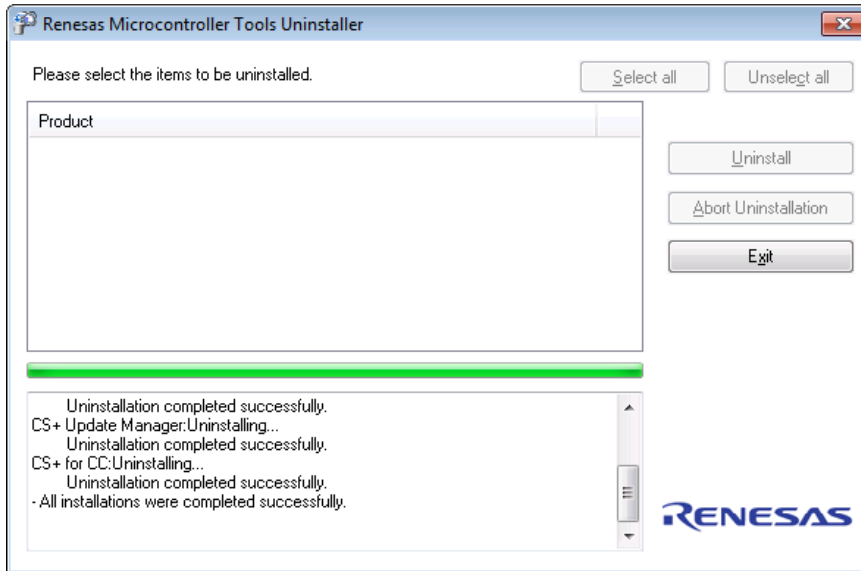 Renesas Microcontroller Tools Uninstaller
Please select the items to be uninstalled.
Select all
Unselect all
Product
Uninstall
Abort Uninstallation
Exit
Uninstallation completed successfully.
CS+ Update Manager:Uninstalling...
Uninstallation completed successfully.
CS+ for CC:Uninstalling...
Uninstallation completed successfully.
- All installations were completed successfully.
RENESAS